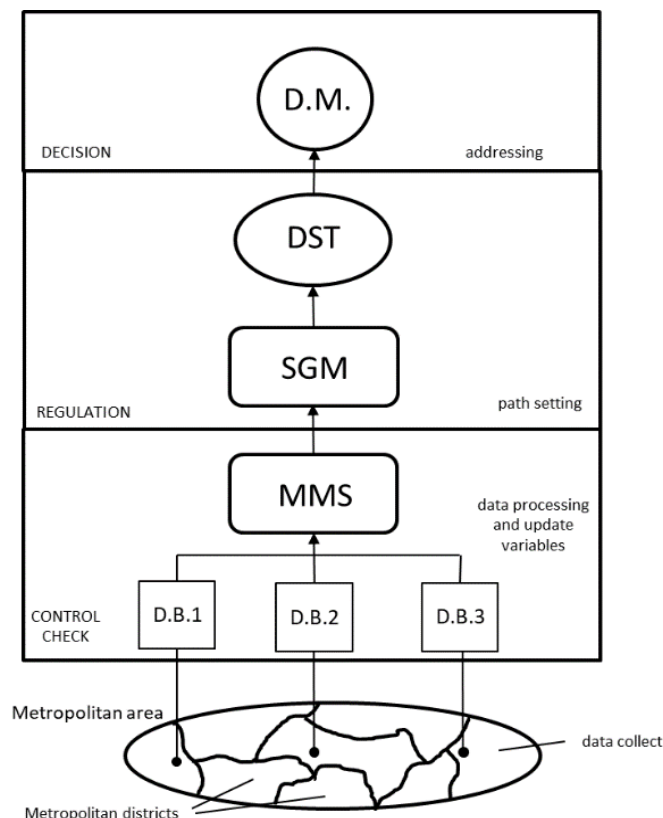 D.M.
DECISION
addressing
DST
SGM
REGULATION
path setting
MMS
data processing
and update
variables
D.B.1
D.B.2
D.B.3
CONTROL
CHECK
Metropolitan area
data collect
Metropolitan districts